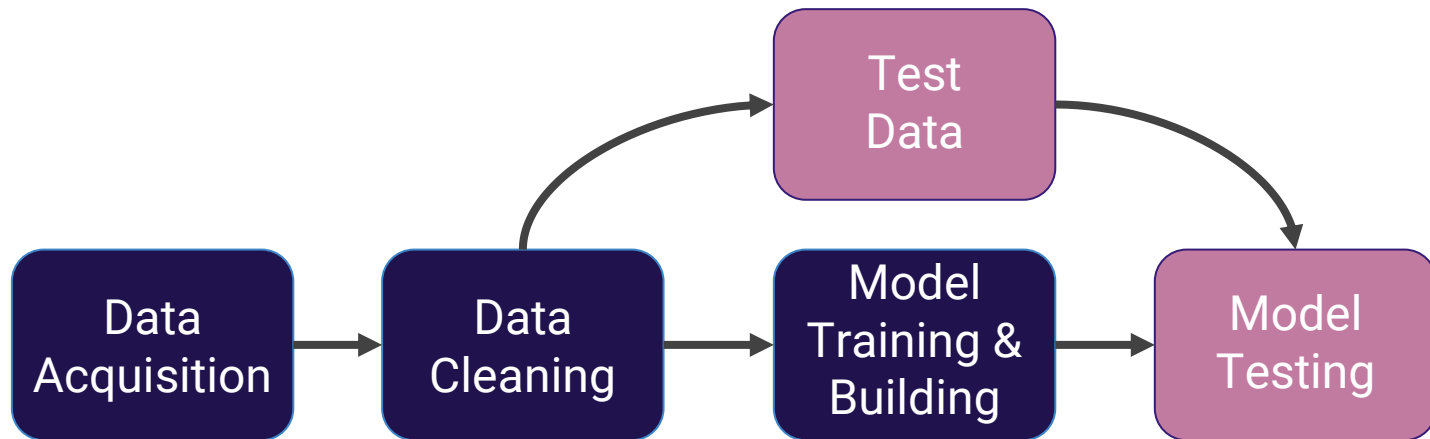 Test
Data
Data
Acquisition
Data
Cleaning
Model
Training &
Building
Model
Testing